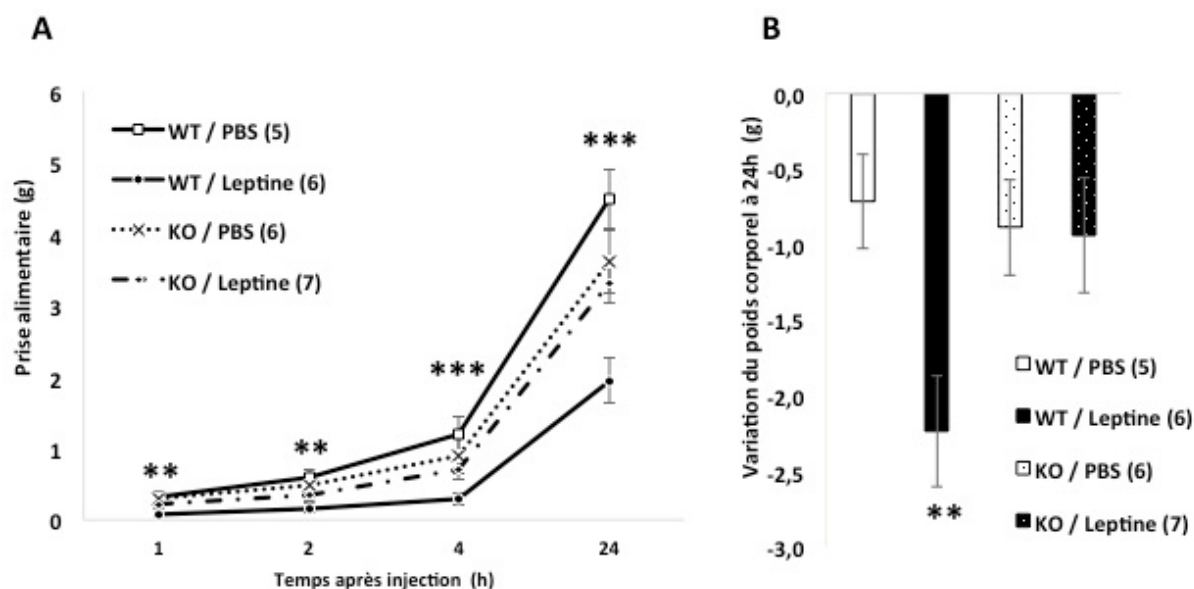 A
Prise alimentaire (g)
6
5
4
3
2
1
0
WT / PBS (5)
WT / Leptine (6)
KO / PBS (6)
KO / Leptine (7)
**
**
***
***
1
2
4
24
Temps après injection (h)
B
Variation du poids corporel à 24h (g)
0,0
-0,5
-1,0
-1,5
-2,0
-2,5
-3,0
**
WT / PBS (5)
WT / Leptine (6)
KO / PBS (6)
KO / Leptine (7)